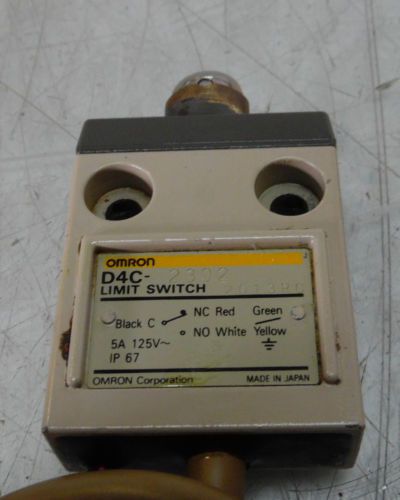 OMRON
D4C-
LIMIT SWITCH
Black C NC Red Green
NO White Yellow
5A 125V~
IP 67
OMRON Corporation MADE IN JAPAN